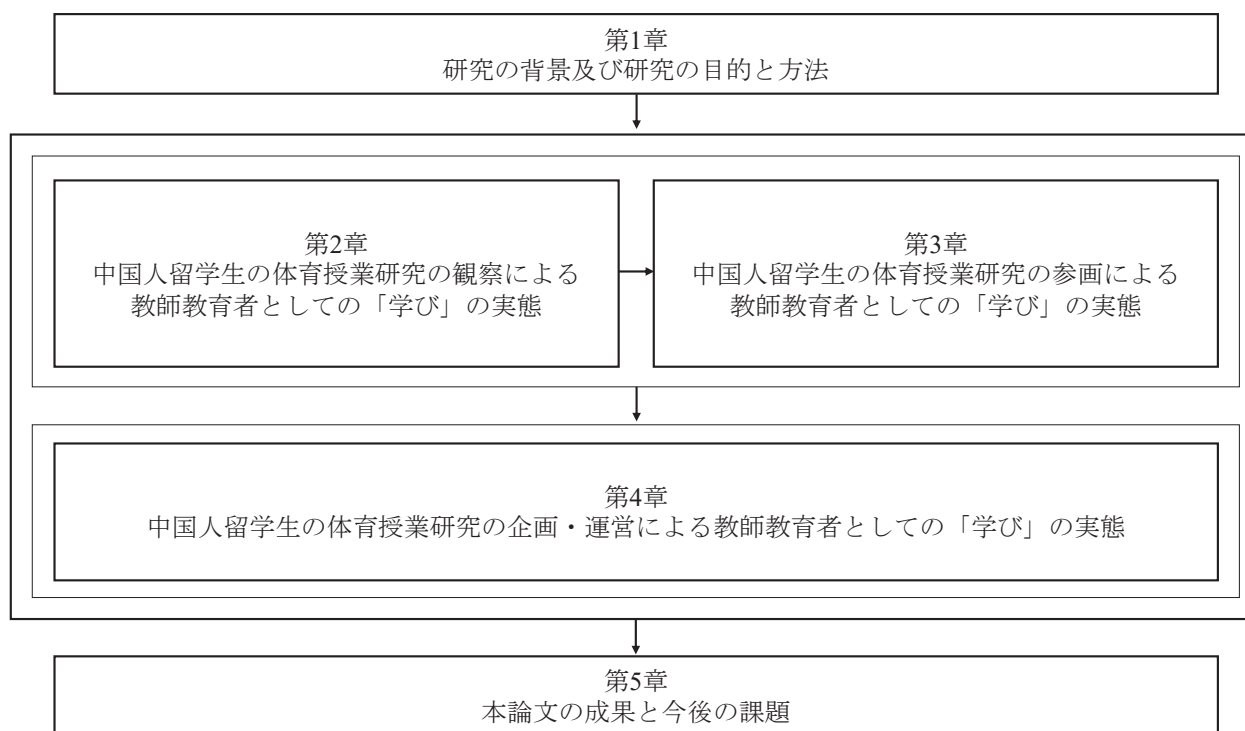 第1章
研究の背景及び研究の目的と方法
第2章
中国人留学生の体育授業研究の観察による
教師教育者としての「学び」の実態
第3章
中国人留学生の体育授業研究の参画による
教師教育者としての「学び」の実態
第4章
中国人留学生の体育授業研究の企画・運営による教師教育者としての「学び」の実態
第5章
本論文の成果と今後の課題